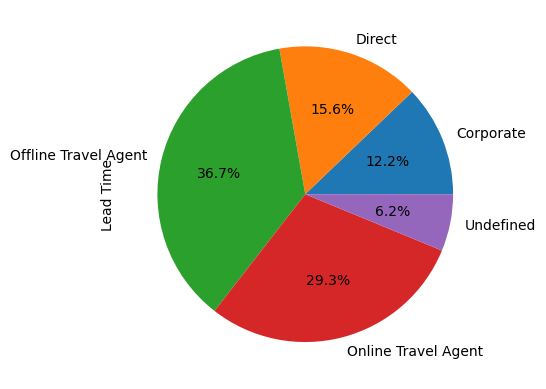 Direct
15.6%
Corporate
12.2%
Offline Travel Agent
36.7%
Lead Time
6.2%
Undefined
29.3%
Online Travel Agent